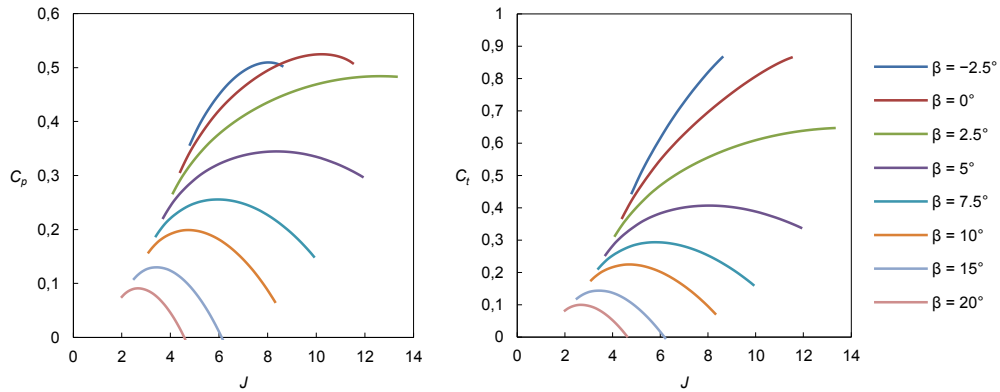 0,6
0,5
0,4
0,3
0,2
0,1
0
Cp
0 2 4 6 8 10 12 14
J
1
0,9
0,8
0,7
0,6
0,5
0,4
0,3
0,2
0,1
0
Ct
0 2 4 6 8 10 12 14
J
β = −2.5°
β = 0°
β = 2.5°
β = 5°
β = 7.5°
β = 10°
β = 15°
β = 20°